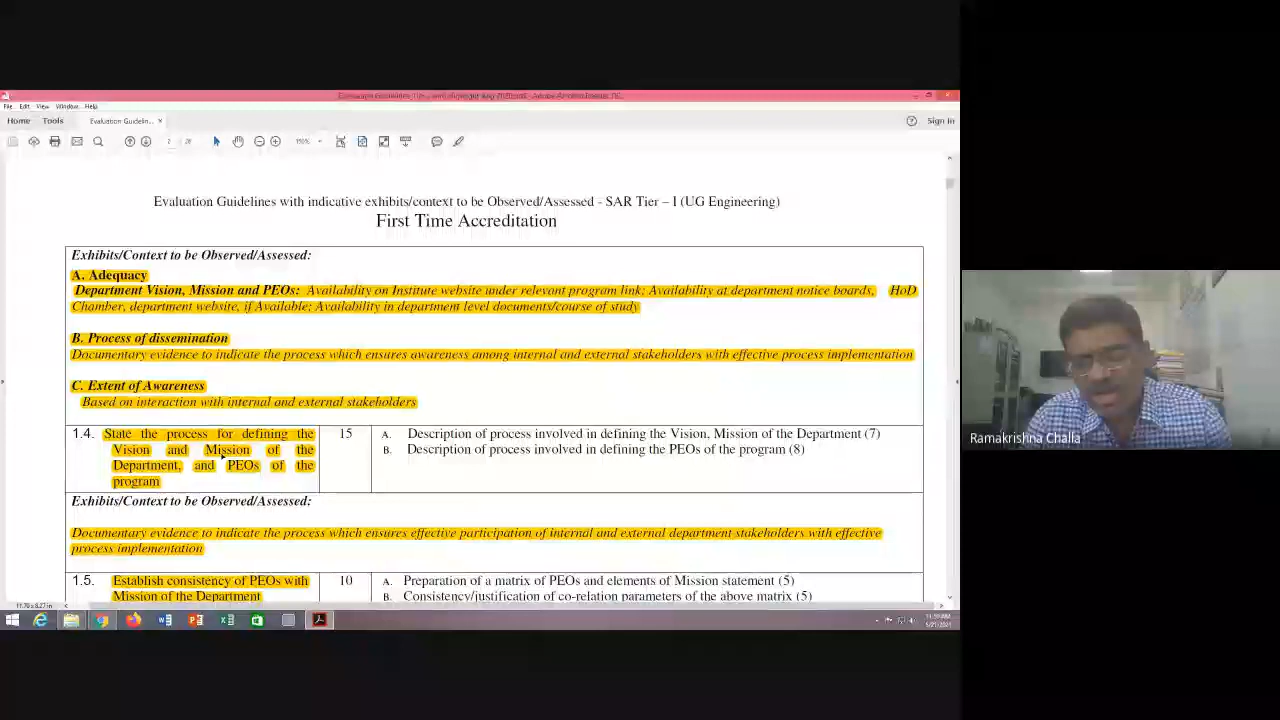 File Edit View Window Help
Home Tools Evaluation Guidelin... × Sign In
Evaluation Guidelines with indicative exhibits/context to be Observed/Assessed - SAR Tier – I (UG Engineering)
First Time Accreditation
Exhibits/Context to be Observed/Assessed:
A. Adequacy
Department Vision, Mission and PEOs: Availability on Institute website under relevant program link; Availability at department notice boards, HoD
Chamber, department website, if Available; Availability in department level documents/course of study
B. Process of dissemination
Documentary evidence to indicate the process which ensures awareness among internal and external stakeholders with effective process implementation
C. Extent of Awareness
Based on interaction with internal and external stakeholders
1.4. State the process for defining the 15 A. Description of process involved in defining the Vision, Mission of the Department (7)
Vision and Mission of the B. Description of process involved in defining the PEOs of the program (8)
Department, and PEOs of the
program
Exhibits/Context to be Observed/Assessed:
Documentary evidence to indicate the process which ensures effective participation of internal and external department stakeholders with effective
process implementation
1.5. Establish consistency of PEOs with 10 A. Preparation of a matrix of PEOs and elements of Mission statement (5)
Mission of the Department B. Consistency/justification of co-relation parameters of the above matrix (5)
Ramakrishna Challa